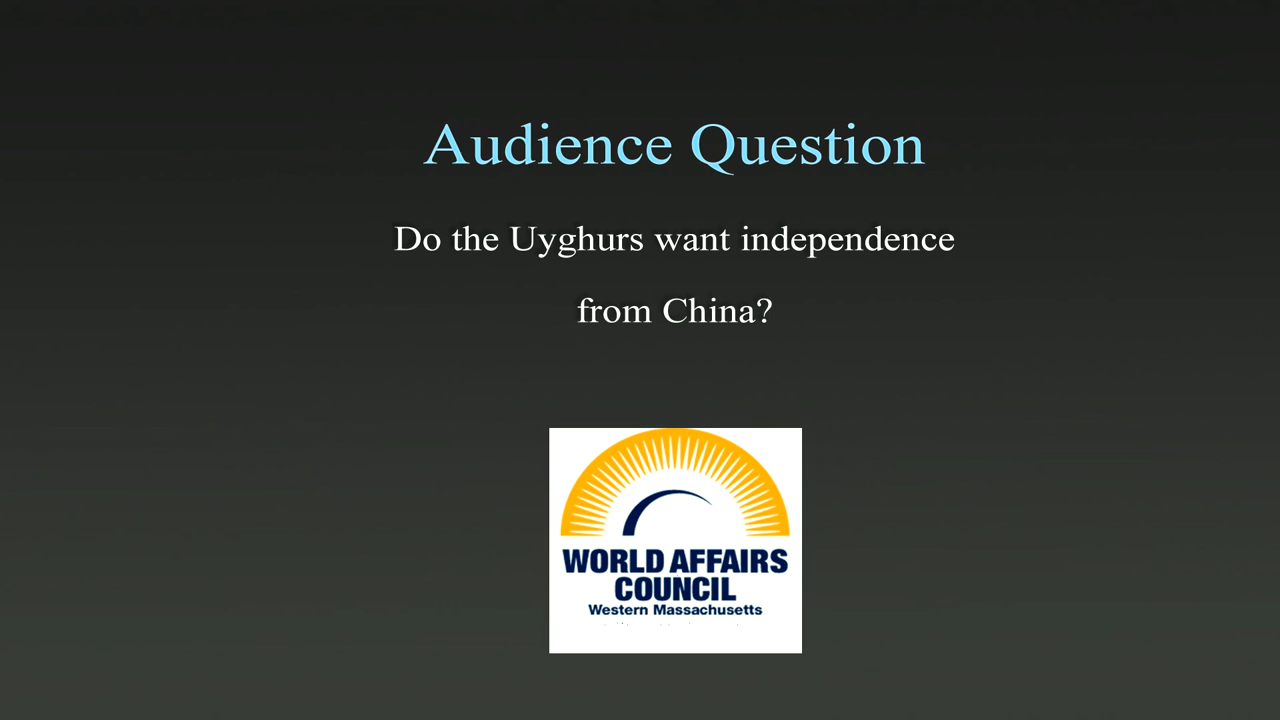 Audience Question
Do the Uyghurs want independence
from China?
WORLD AFFAIRS
COUNCIL
Western Massachusetts